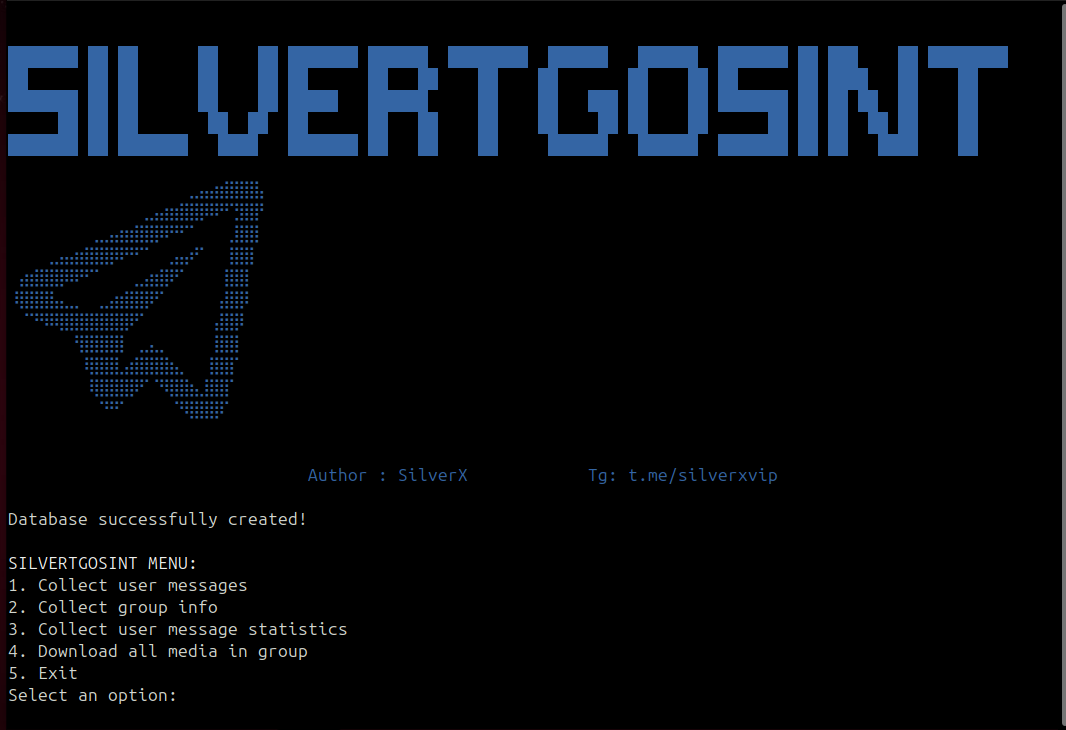 SILVERTGOSINT
Author : SilverX Tg: t.me/silverxvip
Database successfully created!
SILVERTGOSINT MENU:
1. Collect user messages
2. Collect group info
3. Collect user message statistics
4. Download all media in group
5. Exit
Select an option: